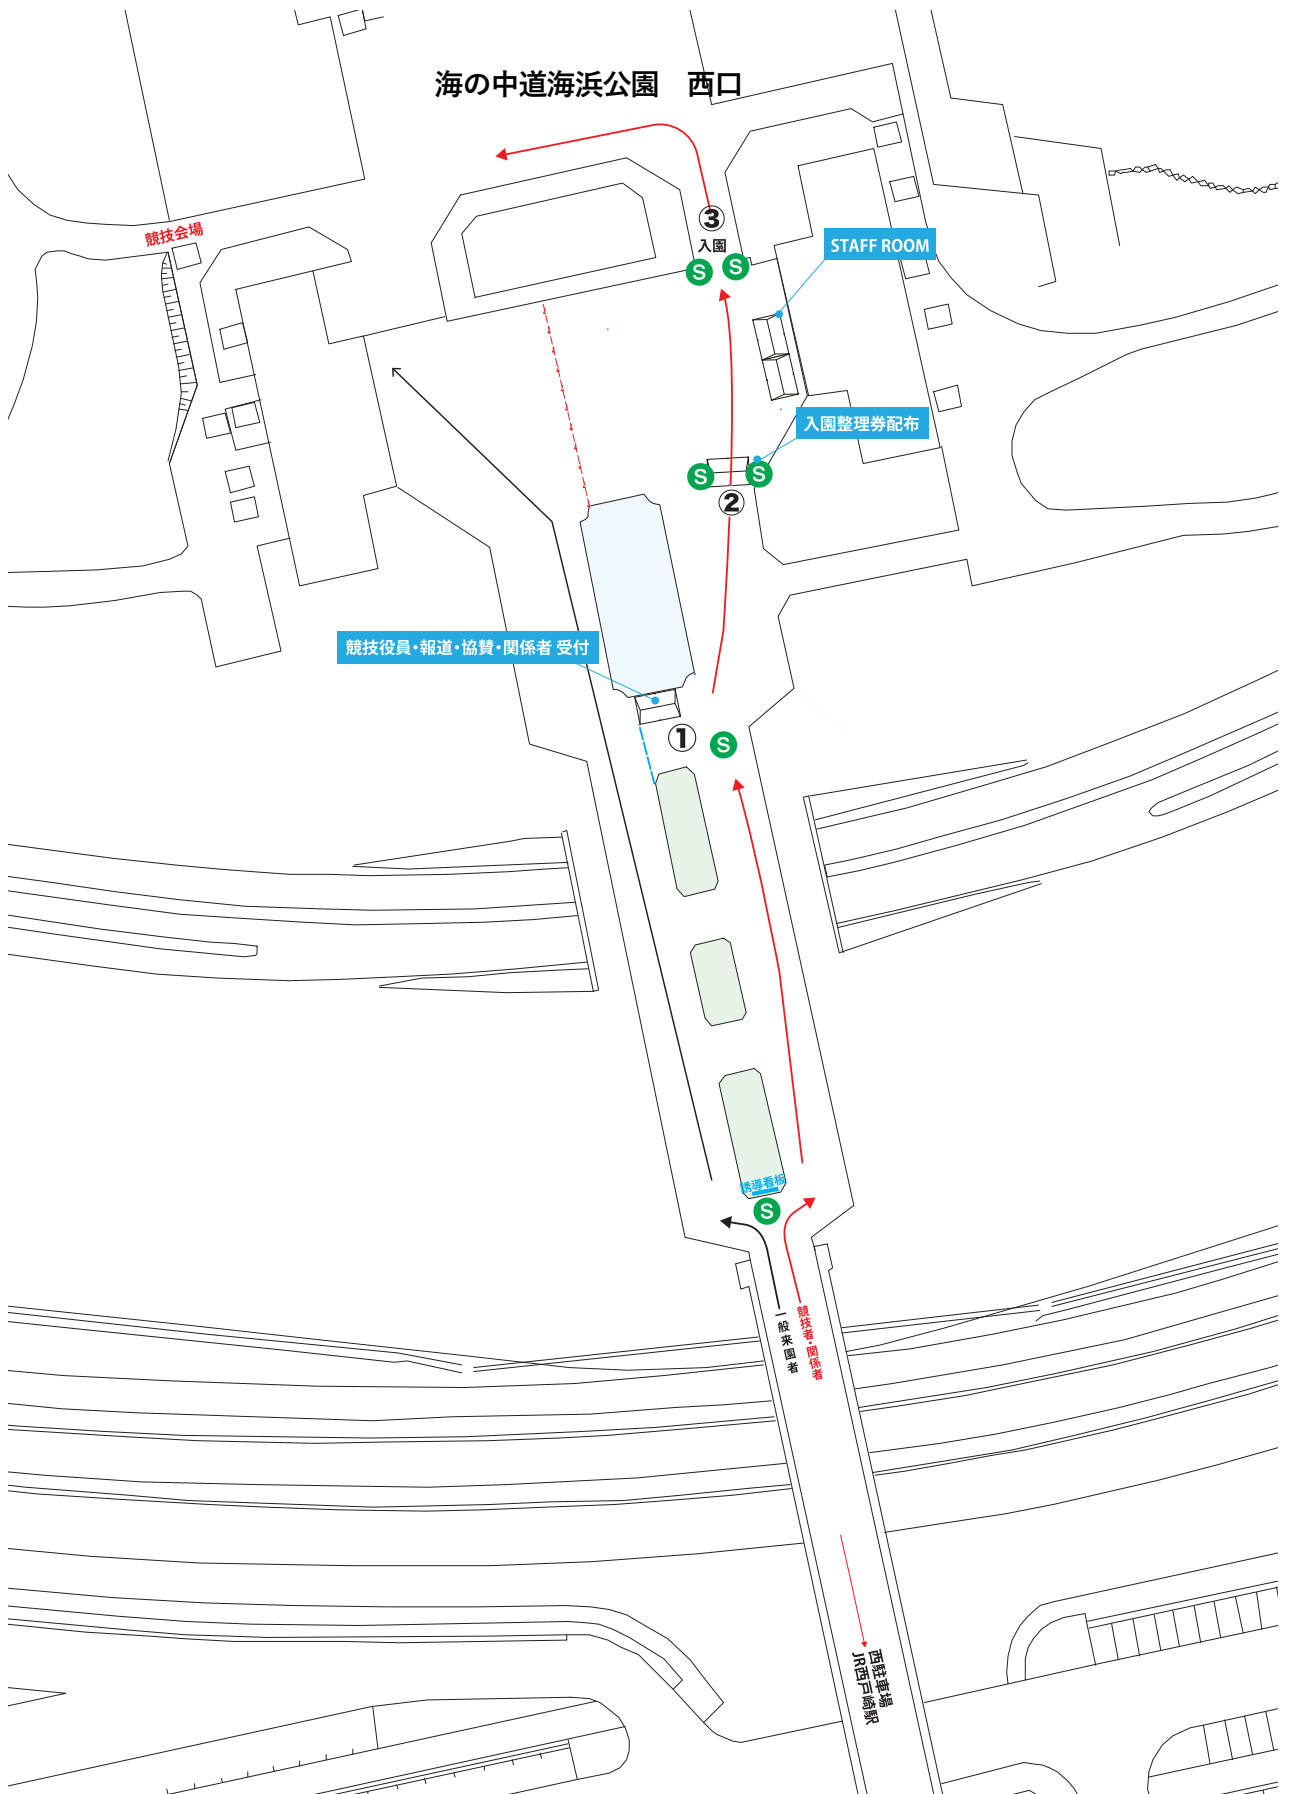 海の中道海浜公園　西口
競技会場
③
入園
S
S
STAFF ROOM
入園整理券配布
S
S
②
競技役員・報道・協賛・関係者 受付
①
S
誘導看板
S
一般来園者
競技者・関係者
西駐車場
JR西戸崎駅